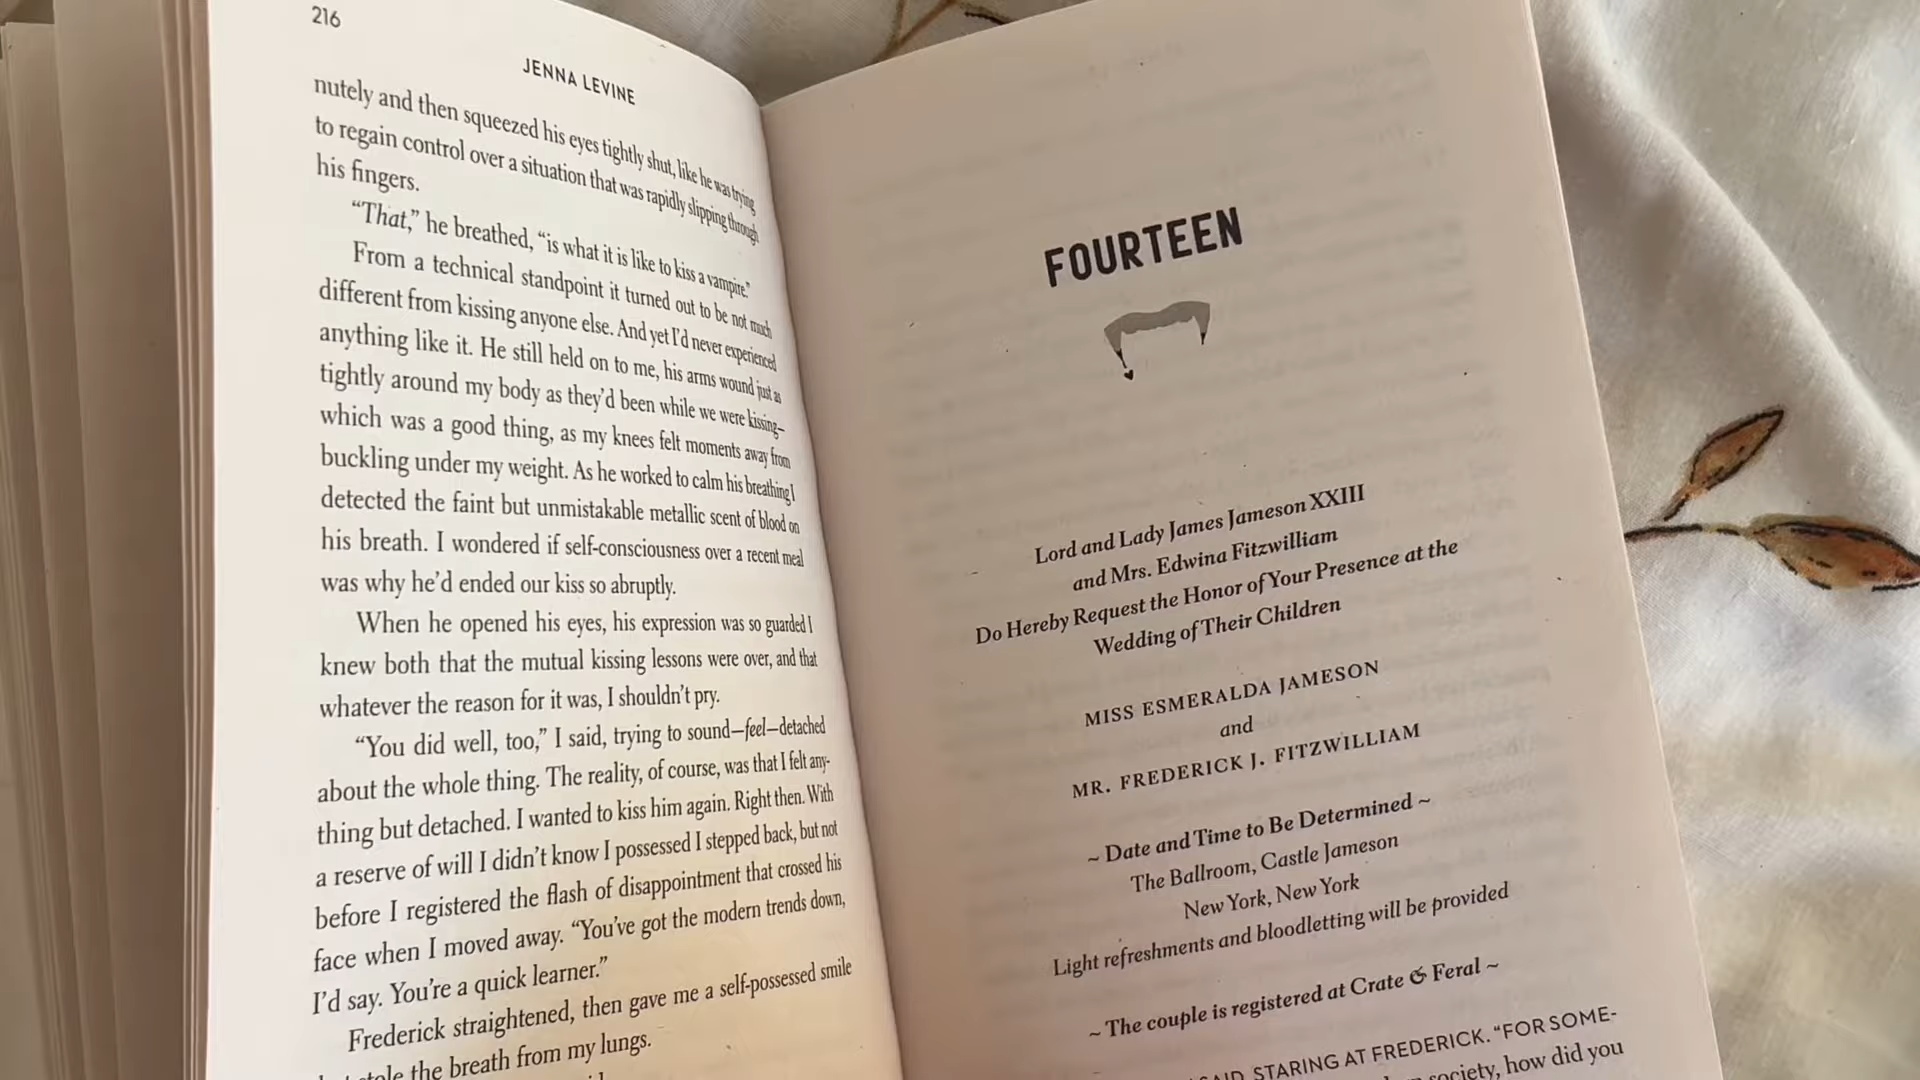 216
JENNA LEVINE
nutely and then squeezed his eyes tightly shut, like he was trying
to regain control over a situation that was rapidly slipping through
his fingers.
“That,” he breathed, “is what it is like to kiss a vampire.”
From a technical standpoint it turned out to be not much
different from kissing anyone else. And yet I’d never experienced
anything like it. He still held on to me, his arms wound just as
tightly around my body as they’d been while we were kissing—
which was a good thing, as my knees felt moments away from
buckling under my weight. As he worked to calm his breathing I
detected the faint but unmistakable metallic scent of blood on
his breath. I wondered if self-consciousness over a recent meal
was why he’d ended our kiss so abruptly.
When he opened his eyes, his expression was so guarded I
knew both that the mutual kissing lessons were over, and that
whatever the reason for it was, I shouldn’t pry.
“You did well, too,” I said, trying to sound—feel—detached
about the whole thing. The reality, of course, was that I felt any-
thing but detached. I wanted to kiss him again. Right then. With
a reserve of will I didn’t know I possessed I stepped back, but not
before I registered the flash of disappointment that crossed his
face when I moved away. “You’ve got the modern trends down,
I’d say. You’re a quick learner.”
Frederick straightened, then gave me a self-possessed smile
stole the breath from my lungs.
FOURTEEN
Lord and Lady James Jameson XXIII
and Mrs. Edwina Fitzwilliam
Do Hereby Request the Honor of Your Presence at the
Wedding of Their Children
MISS ESMERALDA JAMESON
and
MR. FREDERICK J. FITZWILLIAM
~ Date and Time to Be Determined ~
The Ballroom, Castle Jameson
New York, New York
Light refreshments and bloodletting will be provided
~ The couple is registered at Crate & Feral ~
SAID, STARING AT FREDERICK. “FOR SOME-
society, how did you